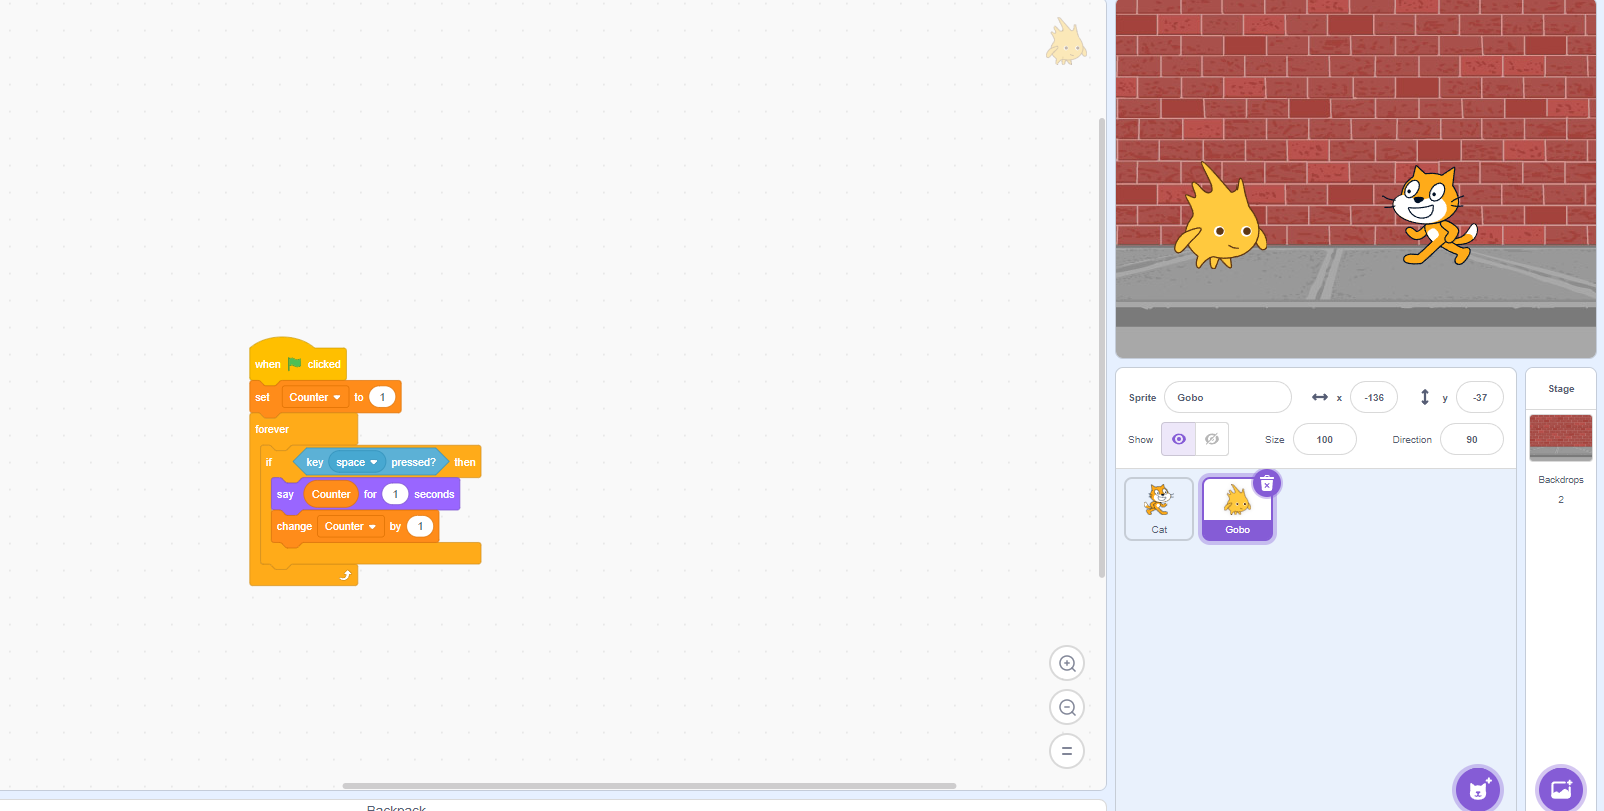 when clicked
set Counter to 1
forever
if key space pressed? then
say Counter for 1 seconds
change Counter by 1
Backpack
Sprite Gobo x -136 y -37
Show Size 100 Direction 90
Cat
Gobo
Stage
Backdrops
2